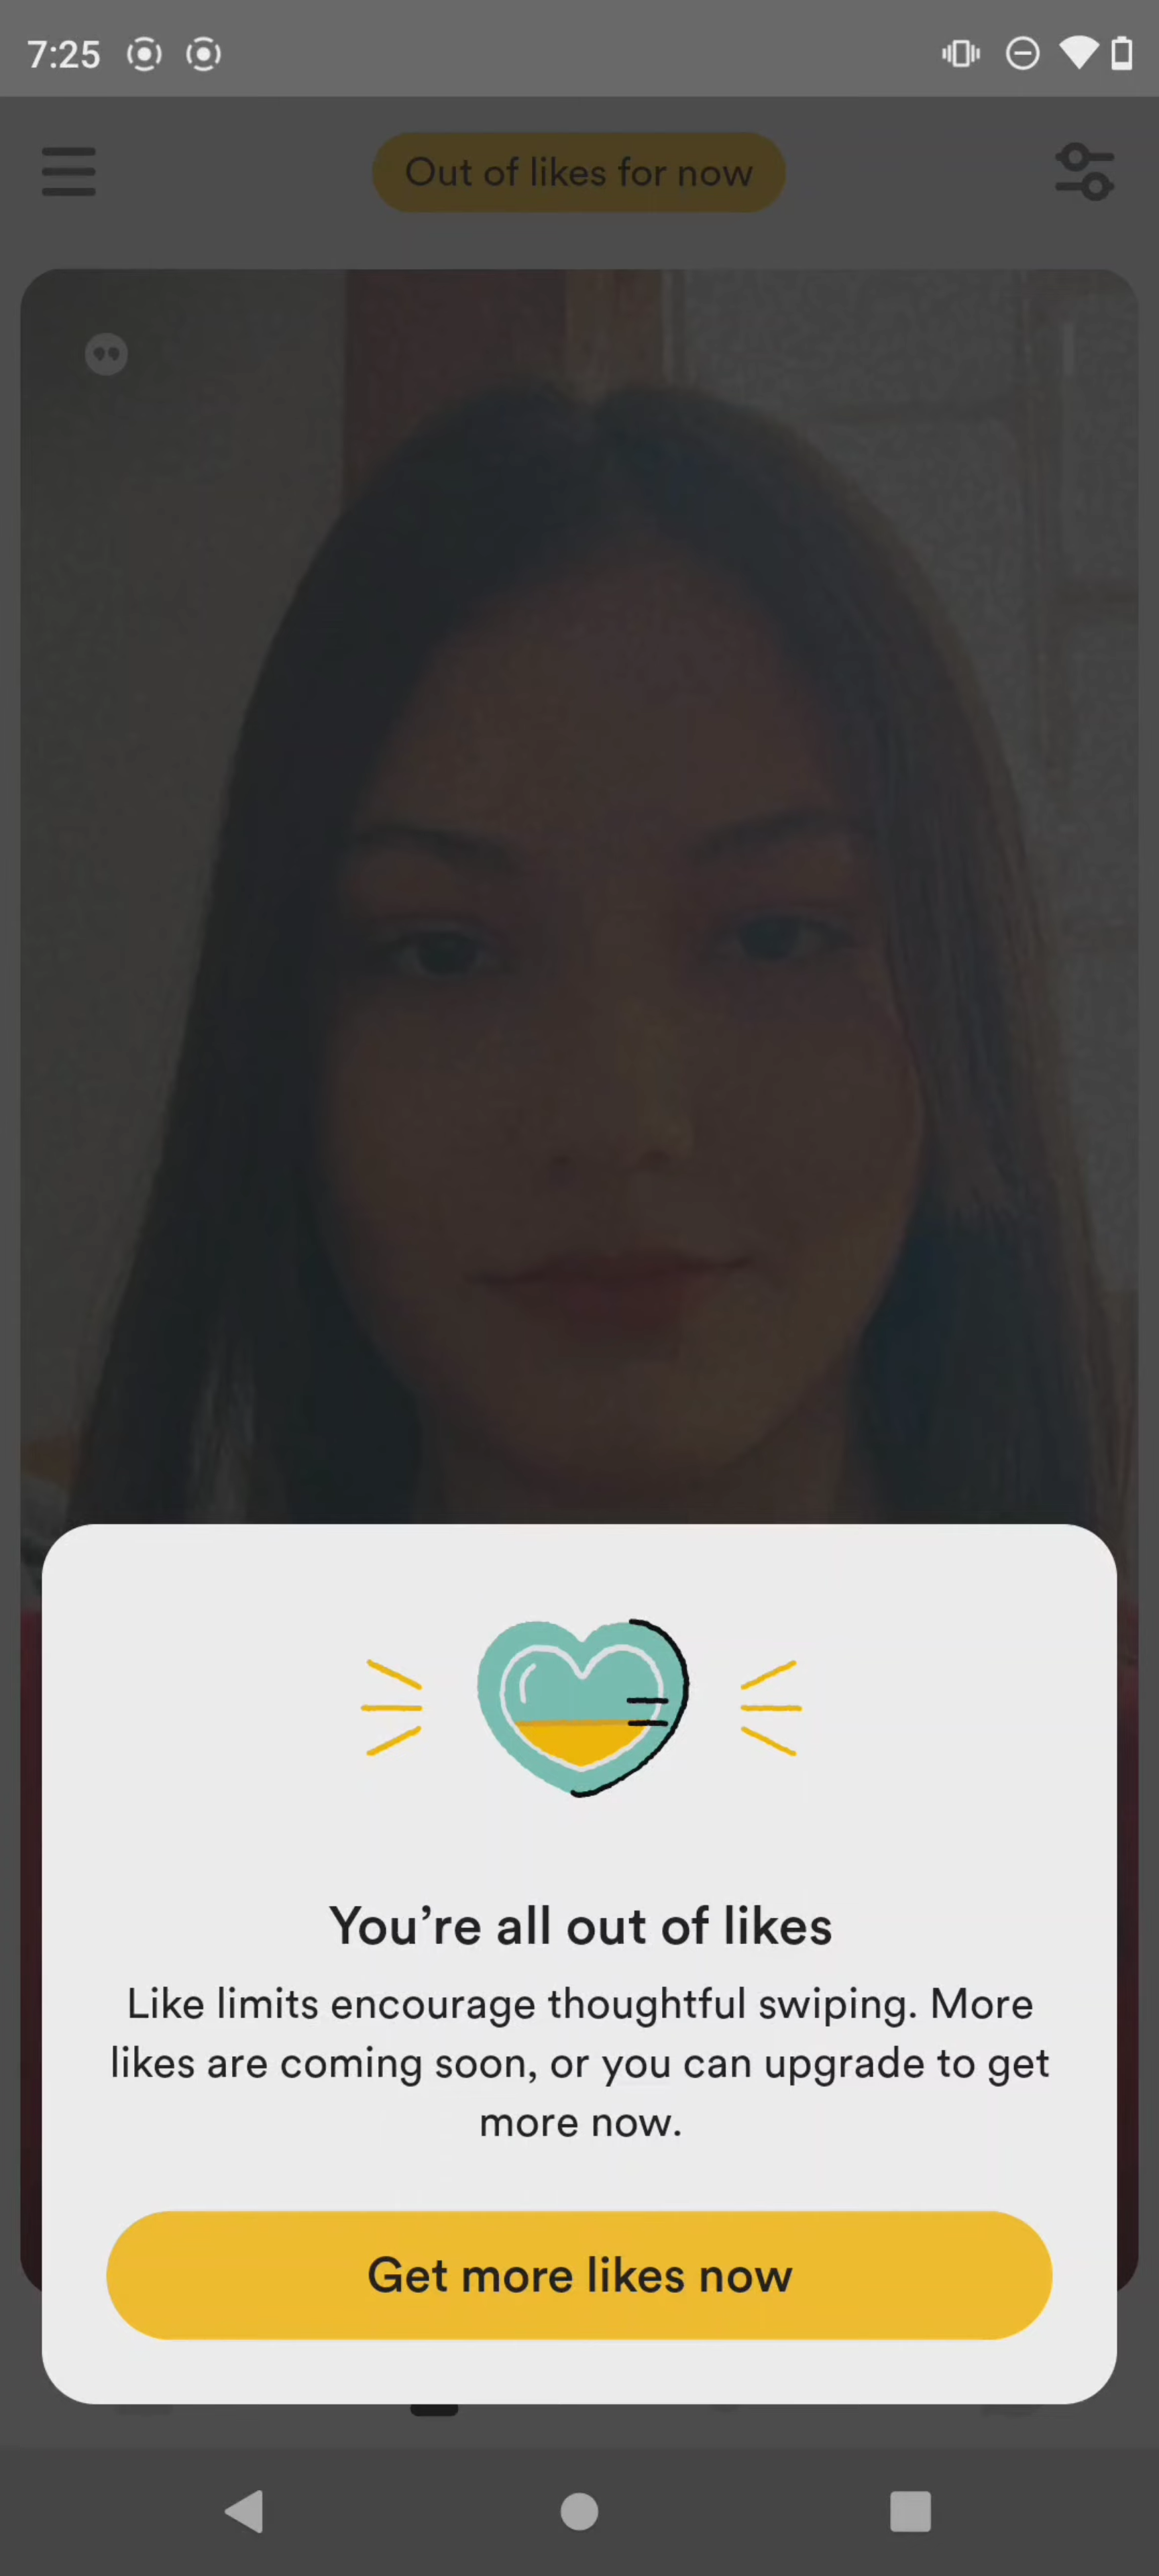 7:25
Out of likes for now
You’re all out of likes
Like limits encourage thoughtful swiping. More
likes are coming soon, or you can upgrade to get
more now.
Get more likes now